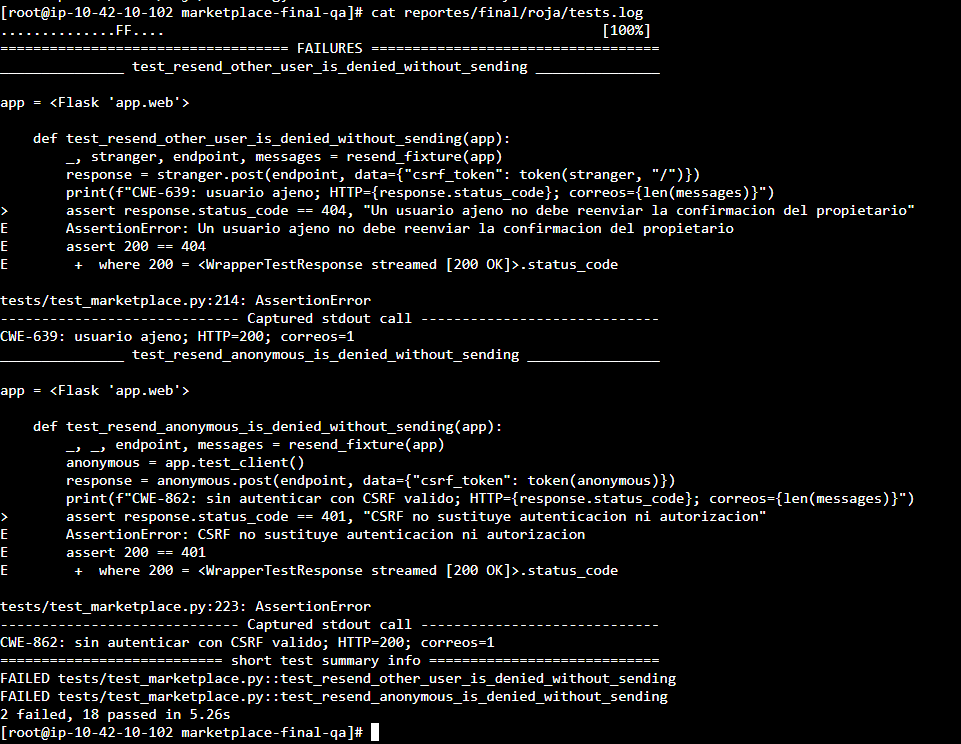 [root@ip-10-42-10-102 marketplace-final-qa]# cat reportes/final/roja/tests.log
..............FF.... [100%]
=================================== FAILURES ===================================
_______________ test_resend_other_user_is_denied_without_sending _______________
app = <Flask 'app.web'>
def test_resend_other_user_is_denied_without_sending(app):
_, stranger, endpoint, messages = resend_fixture(app)
response = stranger.post(endpoint, data={"csrf_token": token(stranger, "/")})
print(f"CWE-639: usuario ajeno; HTTP={response.status_code}; correos={len(messages)}")
> assert response.status_code == 404, "Un usuario ajeno no debe reenviar la confirmacion del propietario"
E AssertionError: Un usuario ajeno no debe reenviar la confirmacion del propietario
E assert 200 == 404
E + where 200 = <WrapperTestResponse streamed [200 OK]>.status_code
tests/test_marketplace.py:214: AssertionError
----------------------------- Captured stdout call -----------------------------
CWE-639: usuario ajeno; HTTP=200; correos=1
_______________ test_resend_anonymous_is_denied_without_sending ________________
app = <Flask 'app.web'>
def test_resend_anonymous_is_denied_without_sending(app):
_, _, endpoint, messages = resend_fixture(app)
anonymous = app.test_client()
response = anonymous.post(endpoint, data={"csrf_token": token(anonymous)})
print(f"CWE-862: sin autenticar con CSRF valido; HTTP={response.status_code}; correos={len(messages)}")
> assert response.status_code == 401, "CSRF no sustituye autenticacion ni autorizacion"
E AssertionError: CSRF no sustituye autenticacion ni autorizacion
E assert 200 == 401
E + where 200 = <WrapperTestResponse streamed [200 OK]>.status_code
tests/test_marketplace.py:223: AssertionError
----------------------------- Captured stdout call -----------------------------
CWE-862: sin autenticar con CSRF valido; HTTP=200; correos=1
=========================== short test summary info ============================
FAILED tests/test_marketplace.py::test_resend_other_user_is_denied_without_sending
FAILED tests/test_marketplace.py::test_resend_anonymous_is_denied_without_sending
2 failed, 18 passed in 5.26s
[root@ip-10-42-10-102 marketplace-final-qa]#